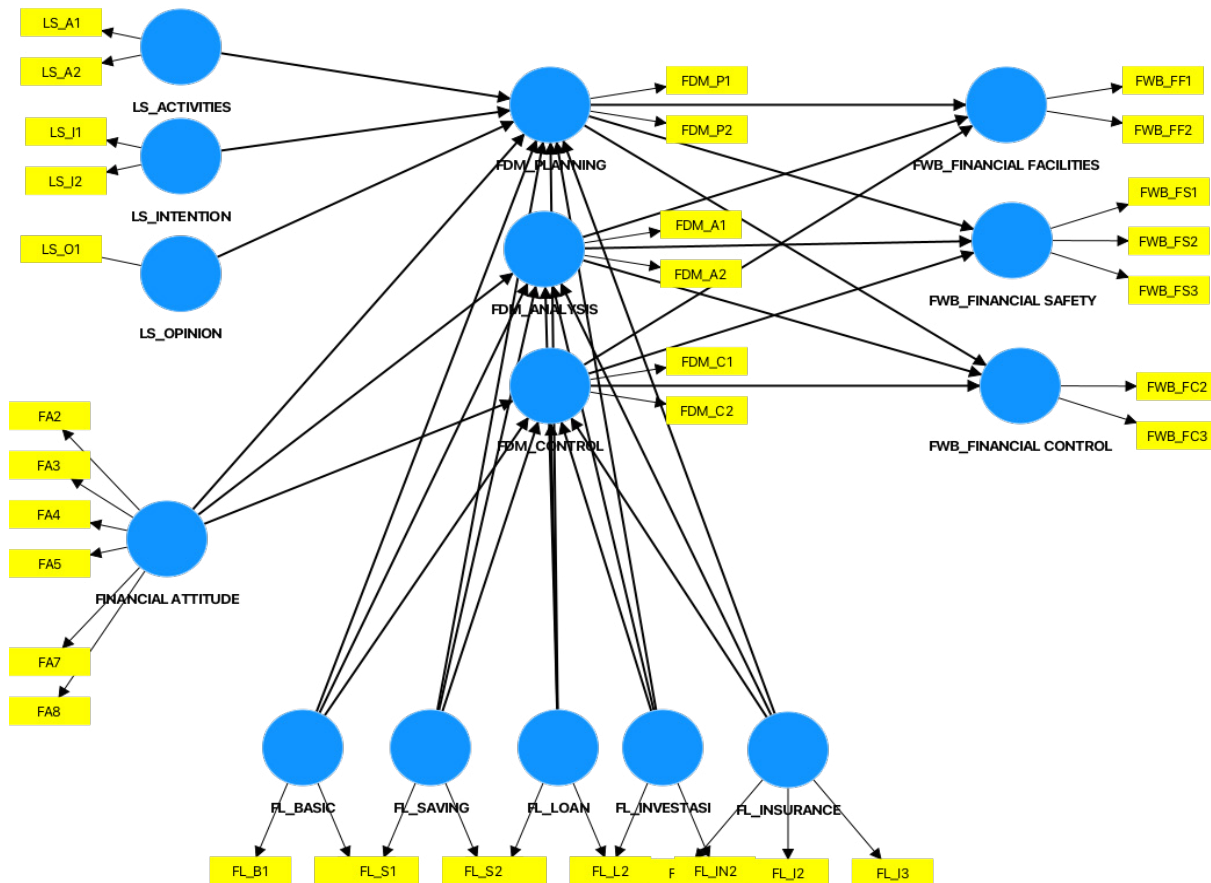 LS_A1
LS_A2
LS_ACTIVITIES
LS_I1
LS_I2
LS_INTENTION
LS_O1
LS_OPINION
FDM_P1
FDM_P2
FDM_PLANNING
FDM_A1
FDM_A2
FDM_ANALYSIS
FDM_C1
FDM_C2
FDM_CONTROL
FWB_FF1
FWB_FF2
FWB_FINANCIAL FACILITIES
FWB_FS1
FWB_FS2
FWB_FS3
FWB_FINANCIAL SAFETY
FWB_FC2
FWB_FC3
FWB_FINANCIAL CONTROL
FA2
FA3
FA4
FA5
FINANCIAL ATTITUDE
FA7
FA8
FL_BASIC
FL_SAVING
FL_LOAN
FL_INVESTASI
FL_INSURANCE
FL_B1
FL_S1
FL_S2
FL_L2
F
FL_IN2
FL_I2
FL_I3